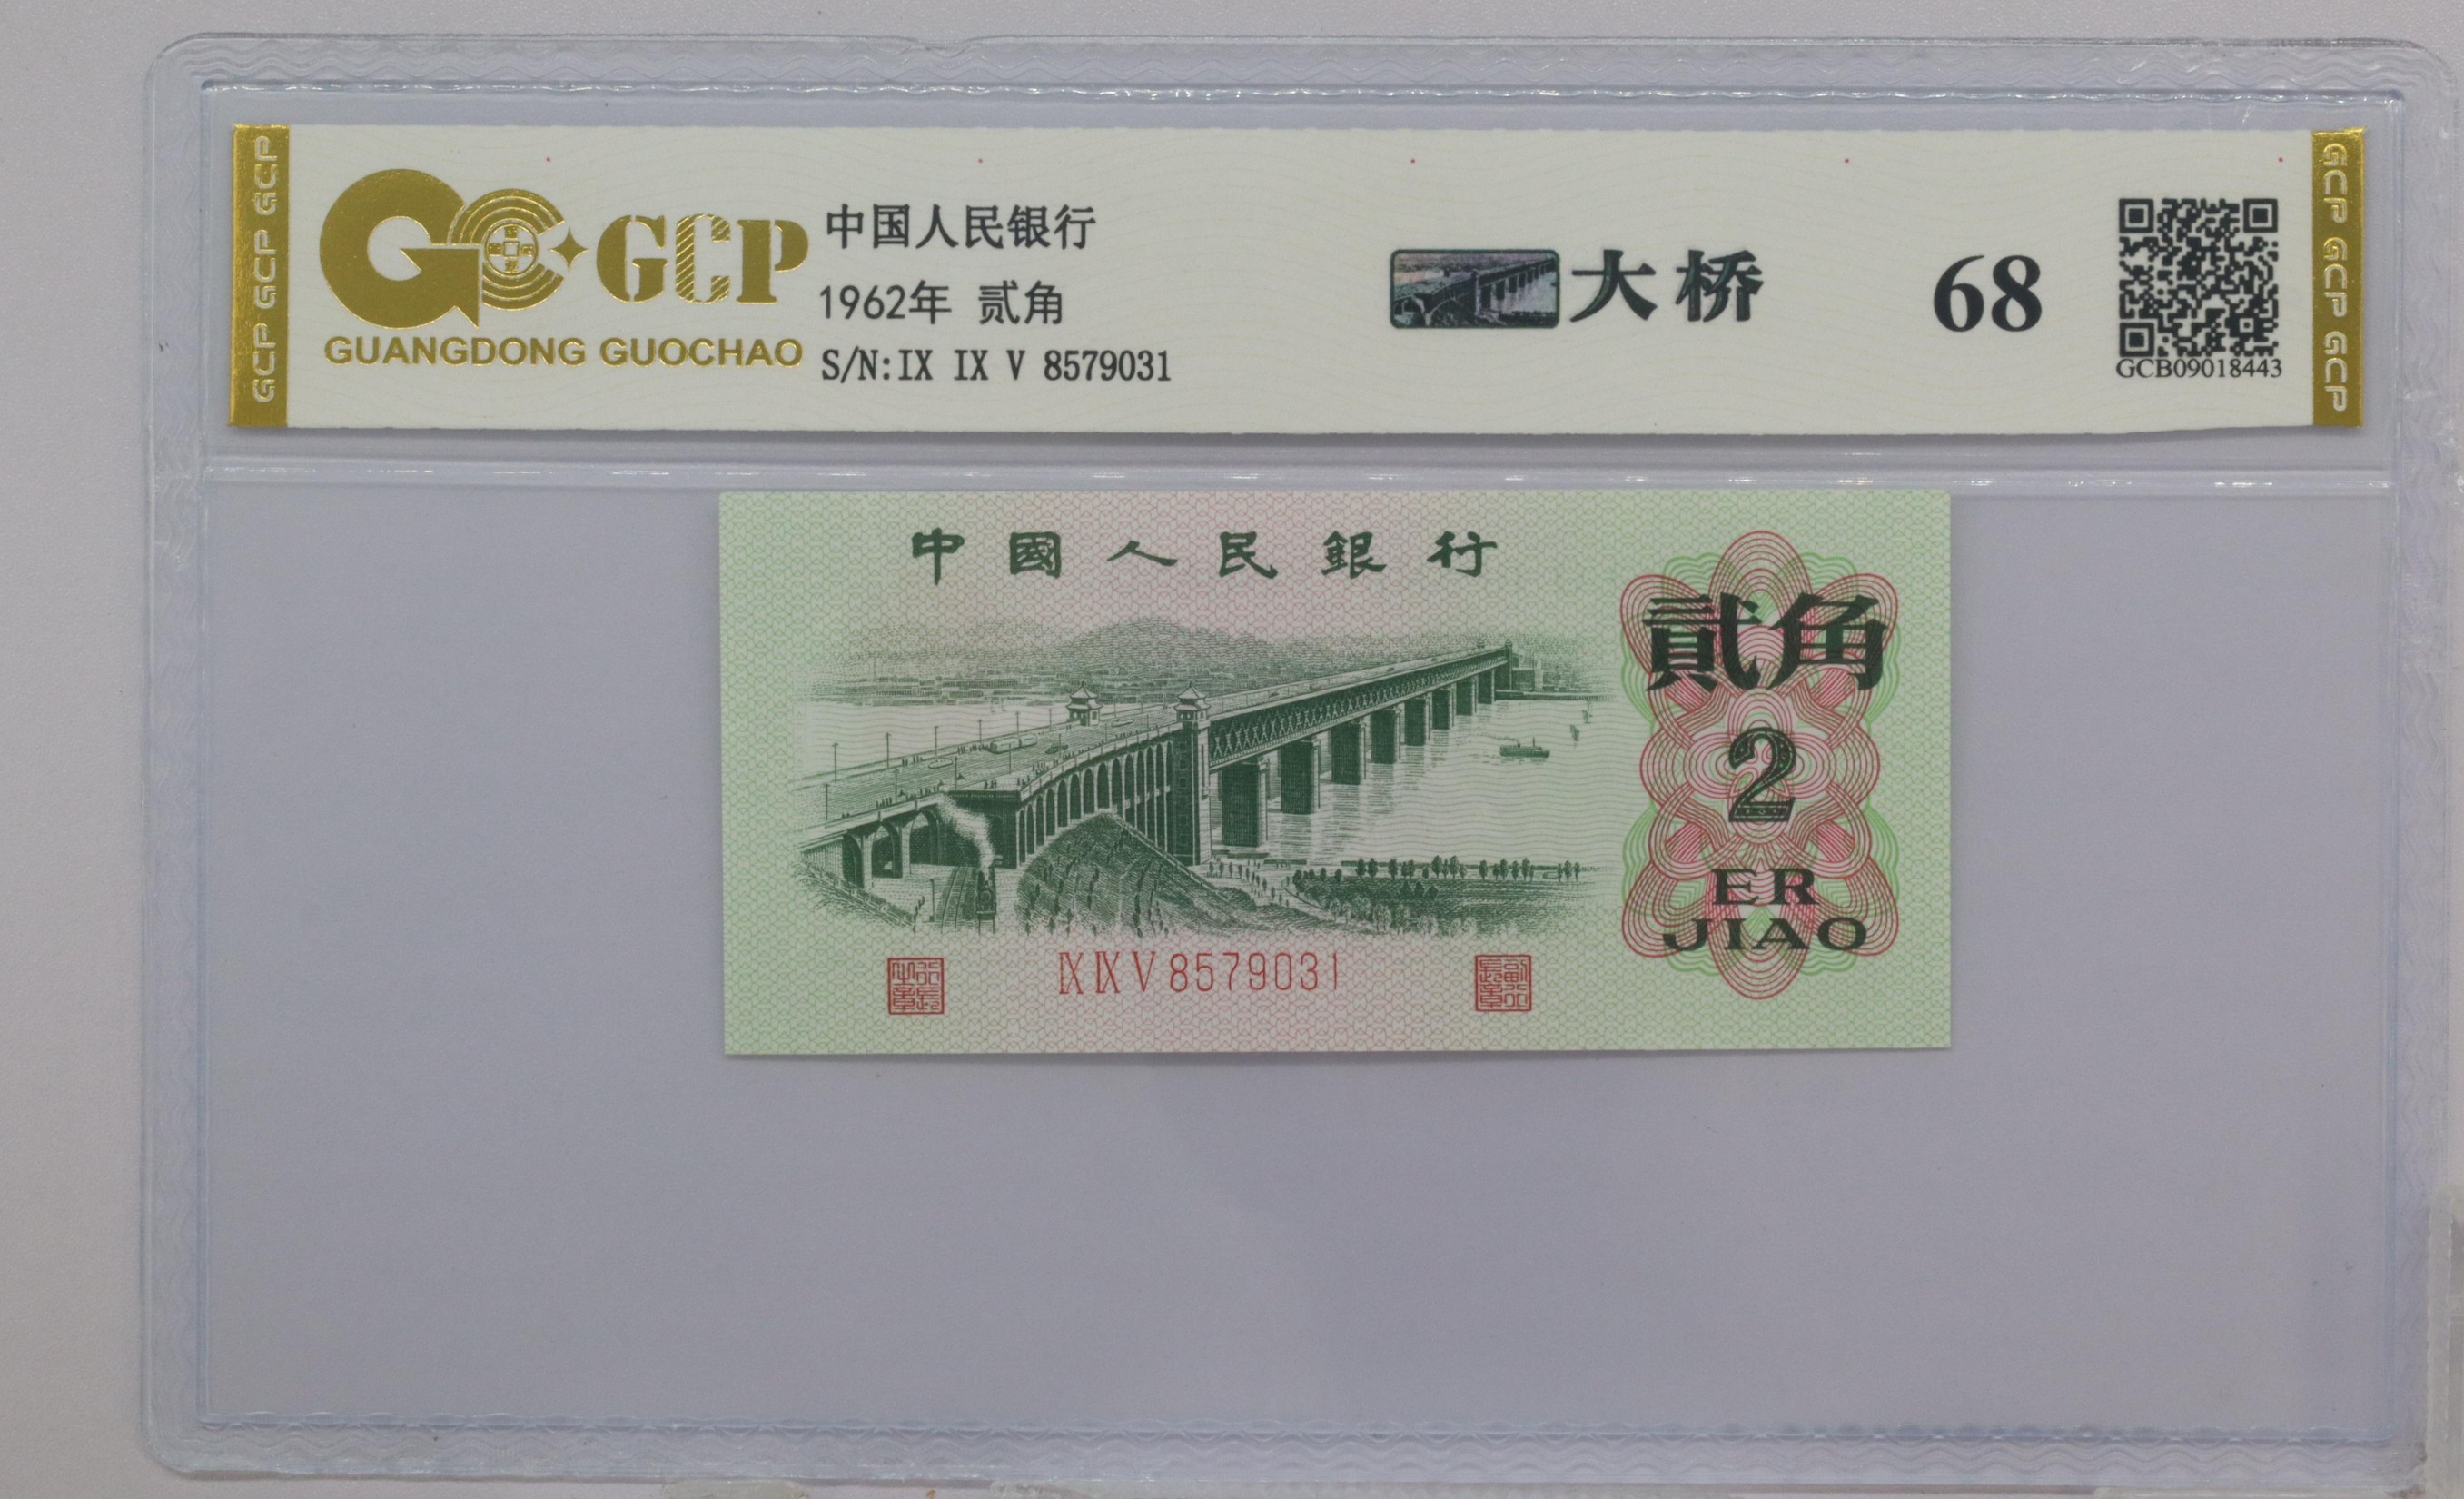 GCP GCP GCP
GCP
GUANGDONG GUOCHAO
中国人民银行
1962年 贰角
S/N:IX IX V 8579031
大桥
68
GCB09018443
GCP GCP GCP
中國人民銀行
貳角
2
ER
JIAO
IX IX V 8579031